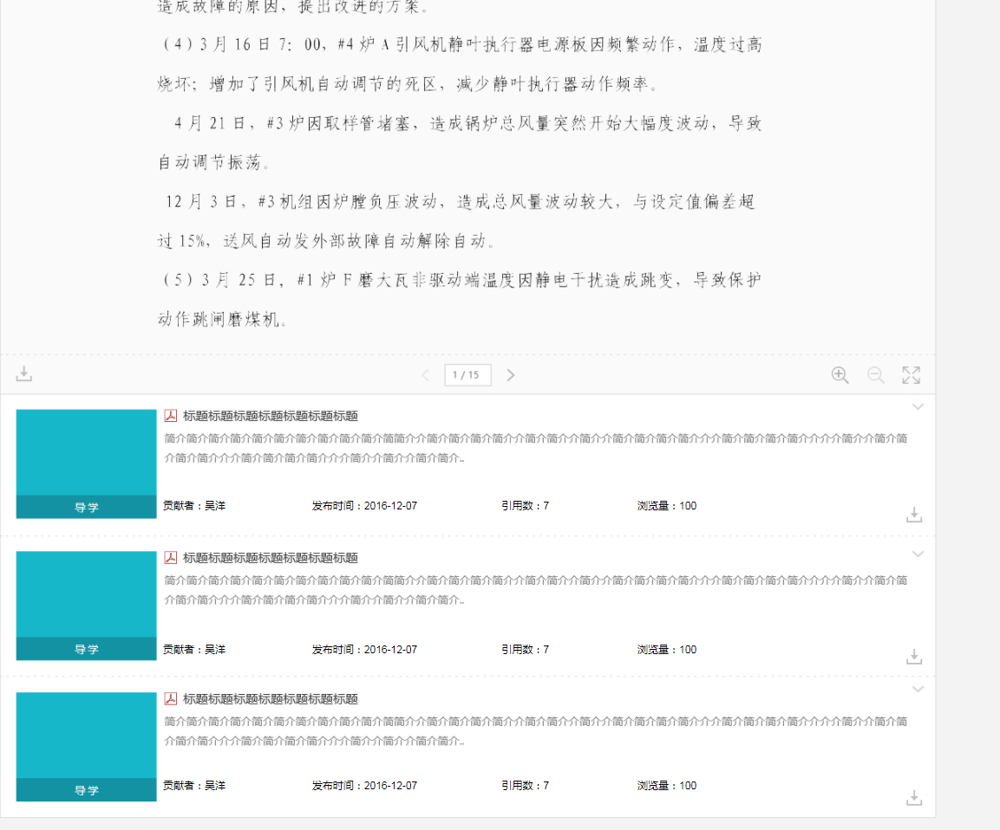 造成故障的原因，提出改进的方案。
（4）3 月 16 日 7：00，#4 炉 A 引风机静叶执行器电源板因频繁动作，温度过高
烧坏；增加了引风机自动调节的死区，减少静叶执行器动作频率。
4 月 21 日，#3 炉因取样管堵塞，造成锅炉总风量突然开始大幅度波动，导致
自动调节振荡。
12 月 3 日，#3 机组因炉膛负压波动，造成总风量波动较大，与设定值偏差超
过 15%，送风自动发外部故障自动解除自动。
（5）3 月 25 日，#1 炉 F 磨大瓦非驱动端温度因静电干扰造成跳变，导致保护
动作跳闸磨煤机。
1 / 15
标题标题标题标题标题标题标题
简介简介简介简介简介简介简介简介简介简介简简介介简介简介简介简介介简介简介介简介介简介简介简介简介介介简介简介简介简介介介介简介介简介简
介简介简介介介简介简介简介简介介介简介介简介介简介简介..
导学
贡献者：吴洋 发布时间：2016-12-07 引用数：7 浏览量：100
标题标题标题标题标题标题标题
简介简介简介简介简介简介简介简介简介简介简简介介简介简介简介简介介简介简介介简介介简介简介简介简介介介简介简介简介简介介介介简介介简介简
介简介简介介介简介简介简介简介介介简介介简介介简介简介..
导学
贡献者：吴洋 发布时间：2016-12-07 引用数：7 浏览量：100
标题标题标题标题标题标题标题
简介简介简介简介简介简介简介简介简介简介简简介介简介简介简介简介介简介简介介简介介简介简介简介简介介介简介简介简介简介介介介简介介简介简
介简介简介介介简介简介简介简介介介简介介简介介简介简介..
导学
贡献者：吴洋 发布时间：2016-12-07 引用数：7 浏览量：100